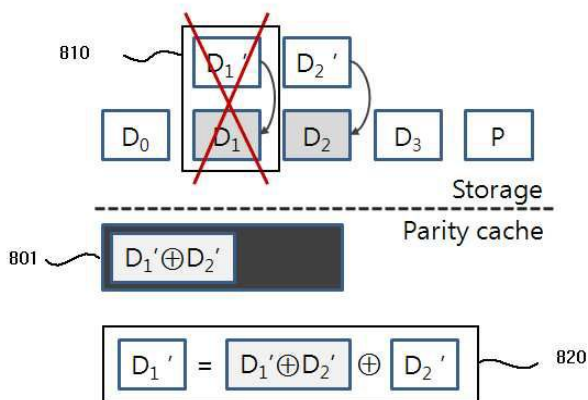 810
D₁′ D₂′
D₀ D₁ D₂ D₃ P
Storage
Parity cache
801
D₁′⊕D₂′
D₁′ = D₁′⊕D₂′ ⊕ D₂′
820